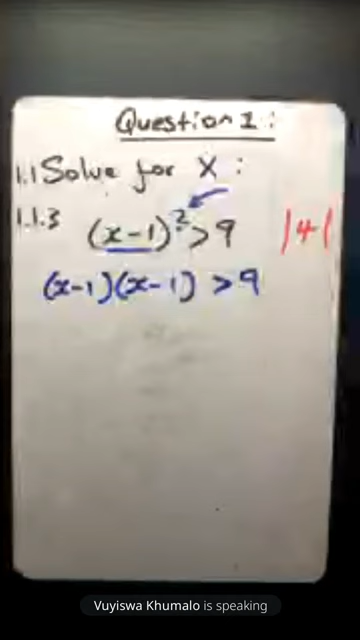 Question 1:
1.1 Solve for X:
1.1.3 (x-1)²>9 |4|
(x-1)(x-1) >9
Vuyiswa Khumalo is speaking